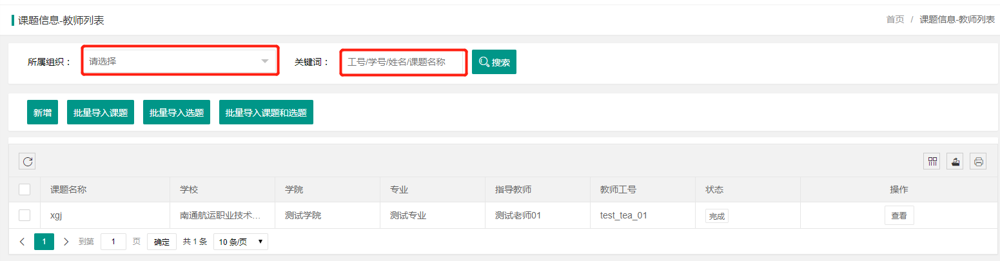 课题信息-教师列表
首页 / 课题信息-教师列表
所属组织： 请选择 关键词： 工号/学号/姓名/课题名称 搜索
新增 批量导入课题 批量导入选题 批量导入课题和选题
课题名称 学校 学院 专业 指导教师 教师工号 状态 操作
xgj 南通航运职业技术... 测试学院 测试专业 测试老师01 test_tea_01 完成 查看
1 到第 1 页 确定 共 1 条 10 条/页